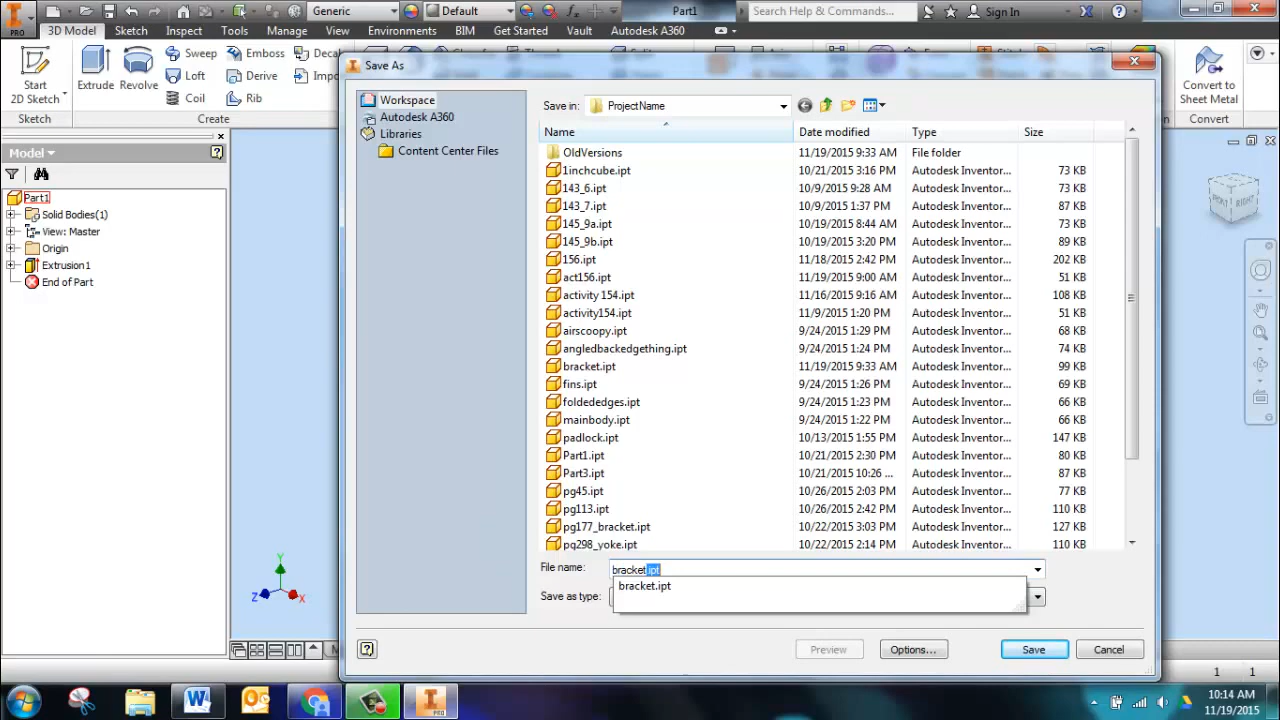 Generic
Default
Part1
Search Help & Commands...
Sign In
PRO
3D Model
Sketch
Inspect
Tools
Manage
View
Environments
BIM
Get Started
Vault
Autodesk A360
Start
2D Sketch
Extrude
Revolve
Sweep
Loft
Coil
Emboss
Derive
Rib
Convert to
Sheet Metal
Sketch
Create
Convert
Model
Part1
Solid Bodies(1)
View: Master
Origin
Extrusion1
End of Part
Save As
Workspace
Autodesk A360
Libraries
Content Center Files
Save in:
ProjectName
Name Date modified Type Size
OldVersions 11/19/2015 9:33 AM File folder
1inchcube.ipt 10/21/2015 3:16 PM Autodesk Inventor... 73 KB
143_6.ipt 10/9/2015 9:28 AM Autodesk Inventor... 73 KB
143_7.ipt 10/9/2015 1:37 PM Autodesk Inventor... 87 KB
145_9a.ipt 10/19/2015 8:44 AM Autodesk Inventor... 73 KB
145_9b.ipt 10/19/2015 3:20 PM Autodesk Inventor... 89 KB
156.ipt 11/18/2015 2:42 PM Autodesk Inventor... 202 KB
act156.ipt 11/19/2015 9:00 AM Autodesk Inventor... 51 KB
activity 154.ipt 11/16/2015 9:16 AM Autodesk Inventor... 108 KB
activity154.ipt 11/9/2015 1:20 PM Autodesk Inventor... 51 KB
airscoopy.ipt 9/24/2015 1:29 PM Autodesk Inventor... 68 KB
angledbackedgething.ipt 9/24/2015 1:24 PM Autodesk Inventor... 74 KB
bracket.ipt 11/19/2015 9:33 AM Autodesk Inventor... 99 KB
fins.ipt 9/24/2015 1:26 PM Autodesk Inventor... 69 KB
foldededges.ipt 9/24/2015 1:23 PM Autodesk Inventor... 66 KB
mainbody.ipt 9/24/2015 1:22 PM Autodesk Inventor... 66 KB
padlock.ipt 10/13/2015 1:55 PM Autodesk Inventor... 147 KB
Part1.ipt 10/21/2015 2:30 PM Autodesk Inventor... 80 KB
Part3.ipt 10/21/2015 10:26 ... Autodesk Inventor... 87 KB
pg45.ipt 10/26/2015 2:03 PM Autodesk Inventor... 77 KB
pg113.ipt 10/26/2015 2:42 PM Autodesk Inventor... 110 KB
pg177_bracket.ipt 10/22/2015 3:03 PM Autodesk Inventor... 127 KB
pg298_yoke.ipt 10/22/2015 2:14 PM Autodesk Inventor... 110 KB
File name: bracket.ipt
bracket.ipt
Save as type:
Preview
Options...
Save
Cancel
RIGHT
Y
Z
X
1 1
10:14 AM
11/19/2015